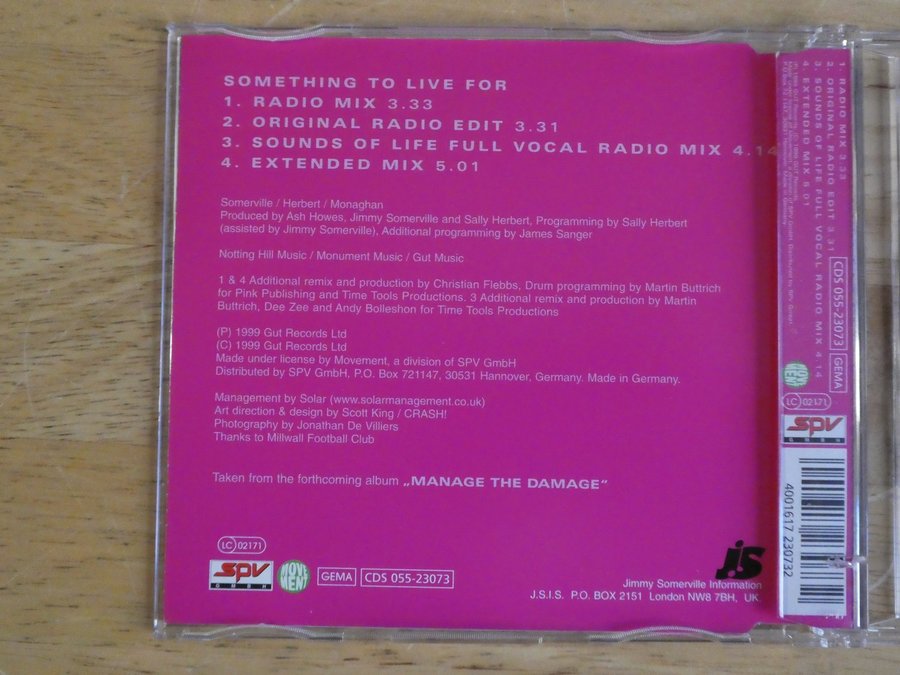 SOMETHING TO LIVE FOR
1. RADIO MIX 3.33
2. ORIGINAL RADIO EDIT 3.31
3. SOUNDS OF LIFE FULL VOCAL RADIO MIX 4.14
4. EXTENDED MIX 5.01
Somerville / Herbert / Monaghan
Produced by Ash Howes, Jimmy Somerville and Sally Herbert, Programming by Sally Herbert
(assisted by Jimmy Somerville), Additional programming by James Sanger
Notting Hill Music / Monument Music / Gut Music
1 & 4 Additional remix and production by Christian Flebbs, Drum programming by Martin Buttrich
for Pink Publishing and Time Tools Productions. 3 Additional remix and production by Martin
Buttrich, Dee Zee and Andy Bolleshon for Time Tools Productions
(P) 1999 Gut Records Ltd
(C) 1999 Gut Records Ltd
Made under license by Movement, a division of SPV GmbH
Distributed by SPV GmbH, P.O. Box 721147, 30531 Hannover, Germany. Made in Germany.
Management by Solar (www.solarmanagement.co.uk)
Art direction & design by Scott King / CRASH!
Photography by Jonathan De Villiers
Thanks to Millwall Football Club
Taken from the forthcoming album „MANAGE THE DAMAGE“
LC 02171
SPV
GMBH
MOVE
MENT
GEMA
CDS 055-23073
js
Jimmy Somerville Information
J.S.I.S. P.O. BOX 2151 London NW8 7BH, UK.
1. RADIO MIX 3.33
2. ORIGINAL RADIO EDIT 3.31
3. SOUNDS OF LIFE FULL VOCAL RADIO MIX 4.14
4. EXTENDED MIX 5.01
CDS 055-23073
GEMA
MOVE
MENT
LC 02171
SPV
GMBH
4001617 230732